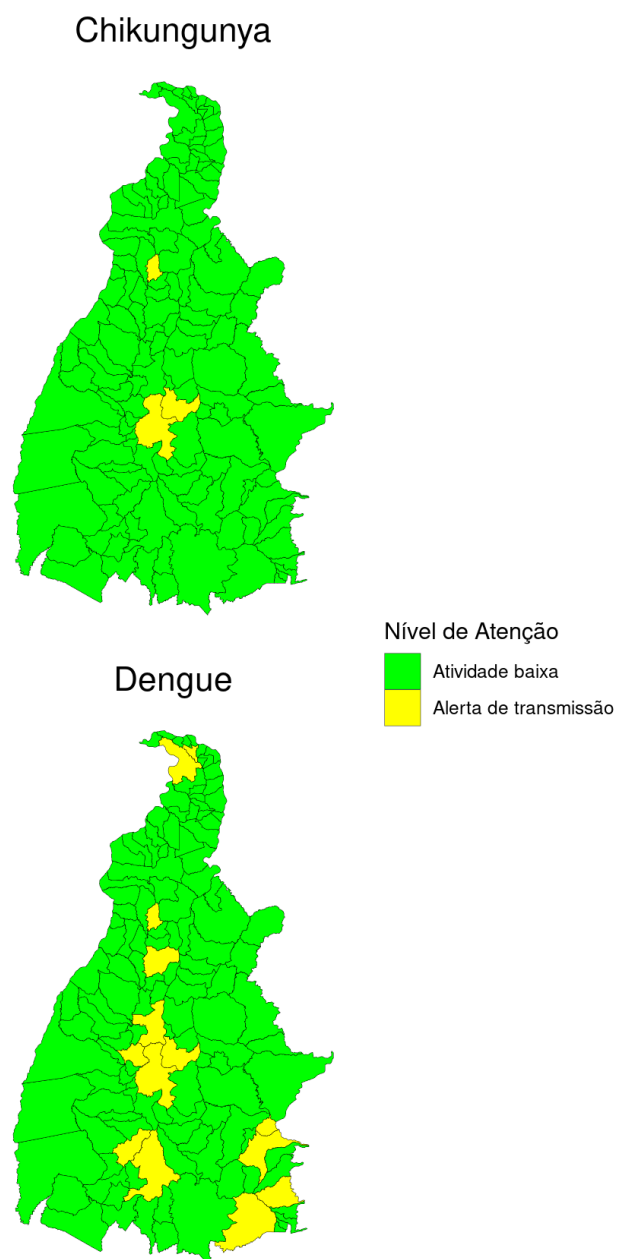 Chikungunya
Nível de Atenção
Atividade baixa
Alerta de transmissão
Dengue